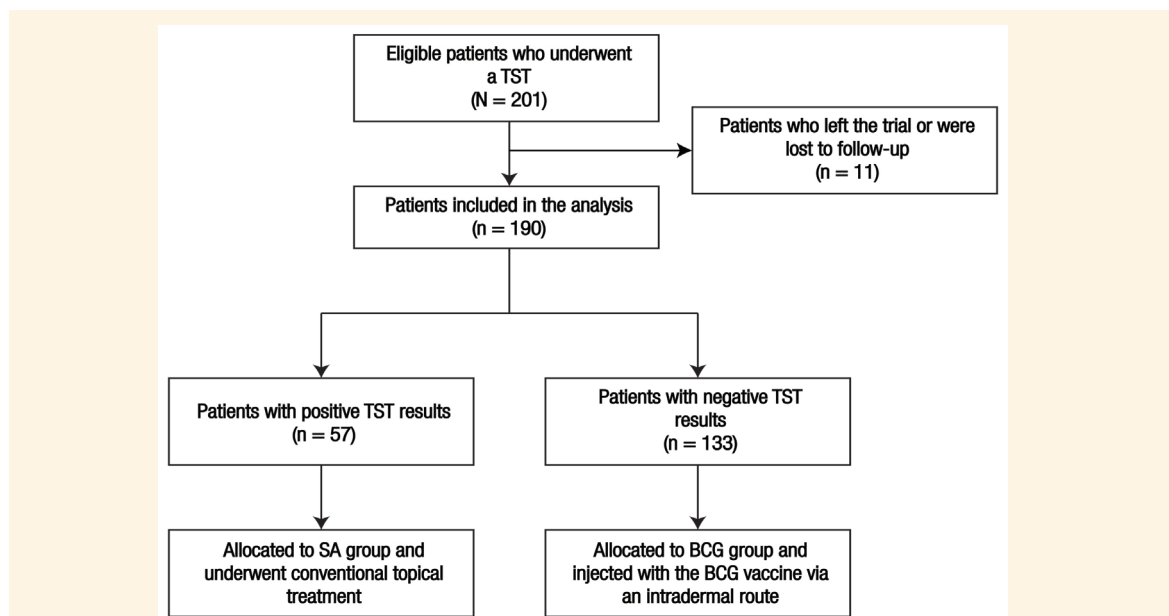 Eligible patients who underwent
a TST
(N = 201)
Patients who left the trial or were
lost to follow-up
(n = 11)
Patients included in the analysis
(n = 190)
Patients with positive TST results
(n = 57)
Patients with negative TST
results
(n = 133)
Allocated to SA group and
underwent conventional topical
treatment
Allocated to BCG group and
injected with the BCG vaccine via
an intradermal route